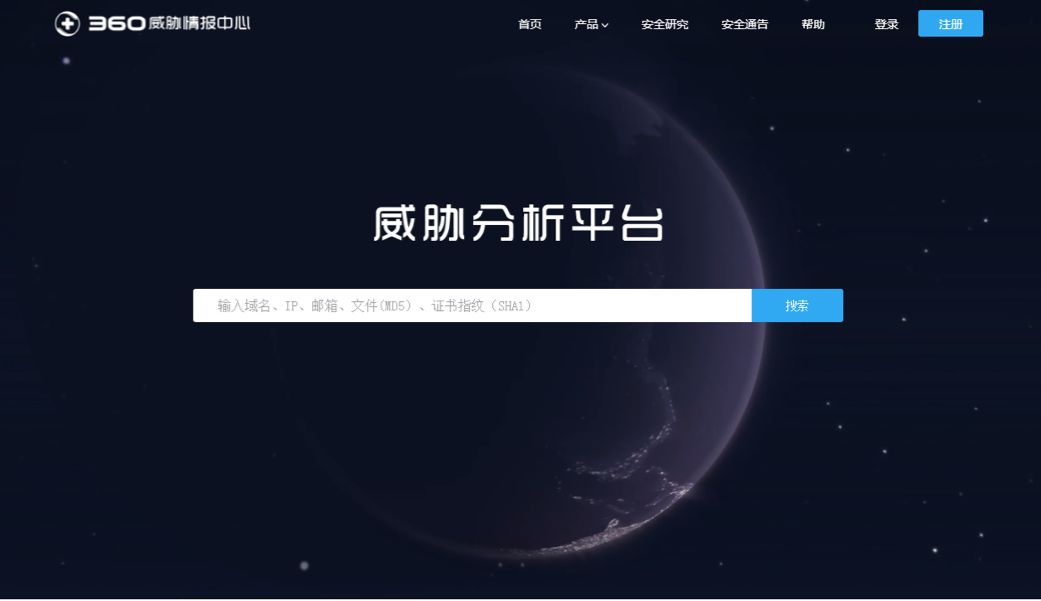 360威胁情报中心
首页 产品 安全研究 安全通告 帮助 登录 注册
威胁分析平台
输入域名、IP、邮箱、文件(MD5）、证书指纹（SHA1） 搜索